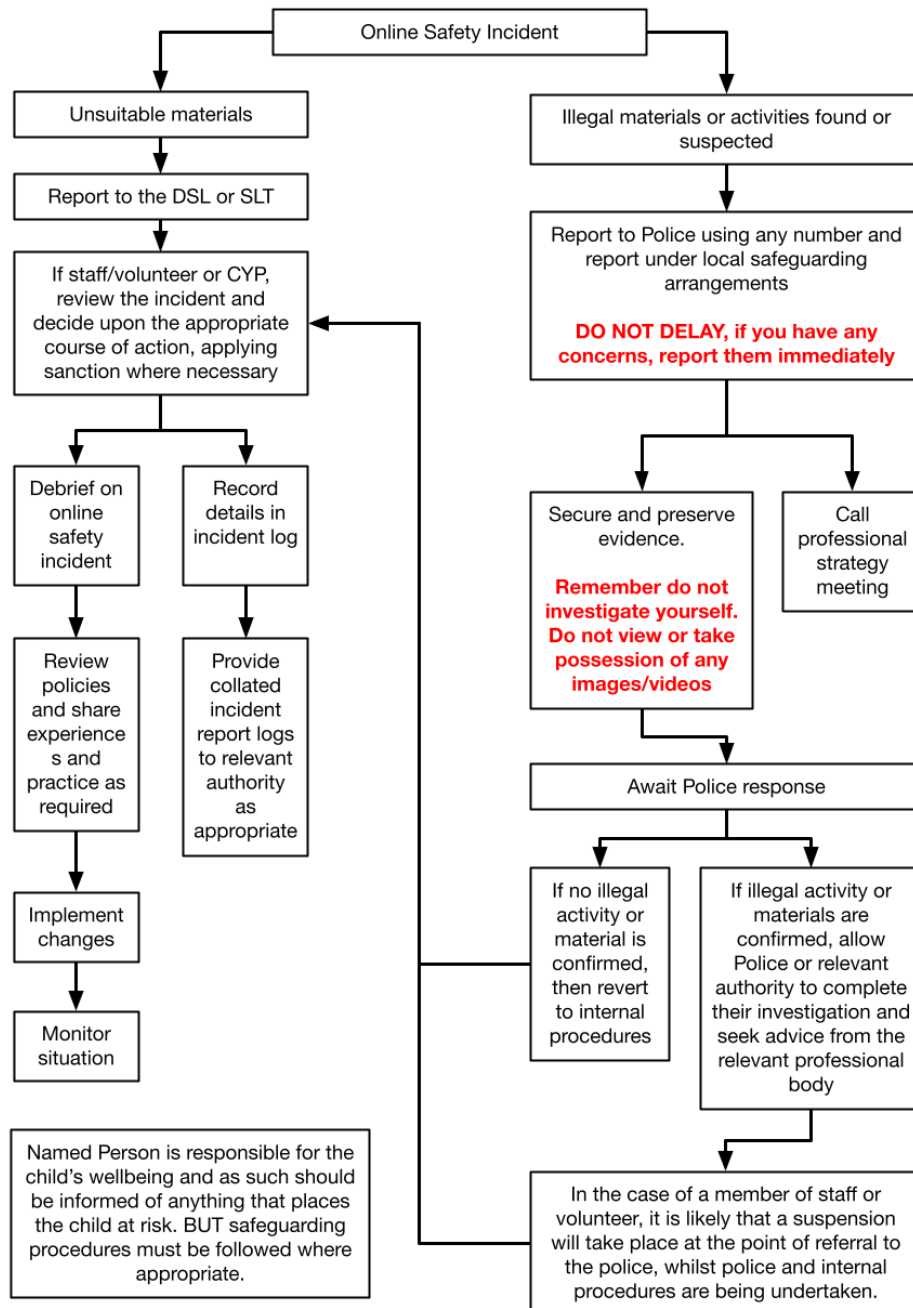 Online Safety Incident
Unsuitable materials
Report to the DSL or SLT
If staff/volunteer or CYP,
review the incident and
decide upon the appropriate
course of action, applying
sanction where necessary
Debrief on
online
safety
incident
Record
details in
incident log
Review
policies
and share
experience
s and
practice as
required
Provide
collated
incident
report logs
to relevant
authority
as
appropriate
Implement
changes
Monitor
situation
Named Person is responsible for the
child’s wellbeing and as such should
be informed of anything that places
the child at risk. BUT safeguarding
procedures must be followed where
appropriate.
Illegal materials or activities found or
suspected
Report to Police using any number and
report under local safeguarding
arrangements
DO NOT DELAY, if you have any
concerns, report them immediately
Secure and preserve
evidence.
Remember do not
investigate yourself.
Do not view or take
possession of any
images/videos
Call
professional
strategy
meeting
Await Police response
If no illegal
activity or
material is
confirmed,
then revert
to internal
procedures
If illegal activity or
materials are
confirmed, allow
Police or relevant
authority to complete
their investigation and
seek advice from the
relevant professional
body
In the case of a member of staff or
volunteer, it is likely that a suspension
will take place at the point of referral to
the police, whilst police and internal
procedures are being undertaken.